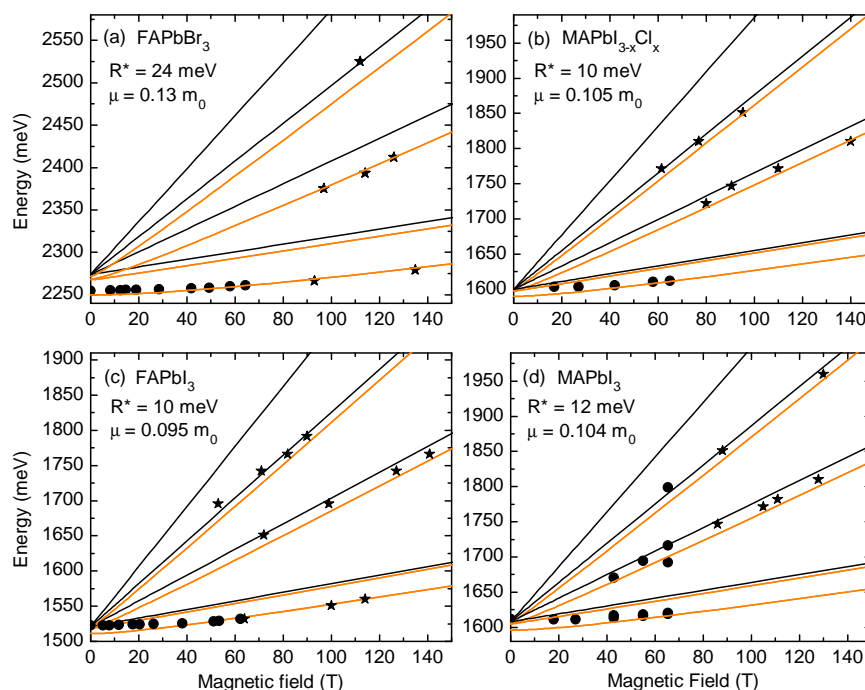 (a) FAPbBr3
R* = 24 meV
μ = 0.13 m0
2550
2500
2450
2400
2350
2300
2250
0 20 40 60 80 100 120 140
Energy (meV)
(b) MAPbI3-xClx
R* = 10 meV
μ = 0.105 m0
1950
1900
1850
1800
1750
1700
1650
1600
0 20 40 60 80 100 120 140
(c) FAPbI3
R* = 10 meV
μ = 0.095 m0
1900
1850
1800
1750
1700
1650
1600
1550
1500
0 20 40 60 80 100 120 140
Energy (meV)
Magnetic field (T)
(d) MAPbI3
R* = 12 meV
μ = 0.104 m0
1950
1900
1850
1800
1750
1700
1650
1600
0 20 40 60 80 100 120 140
Magnetic Field (T)